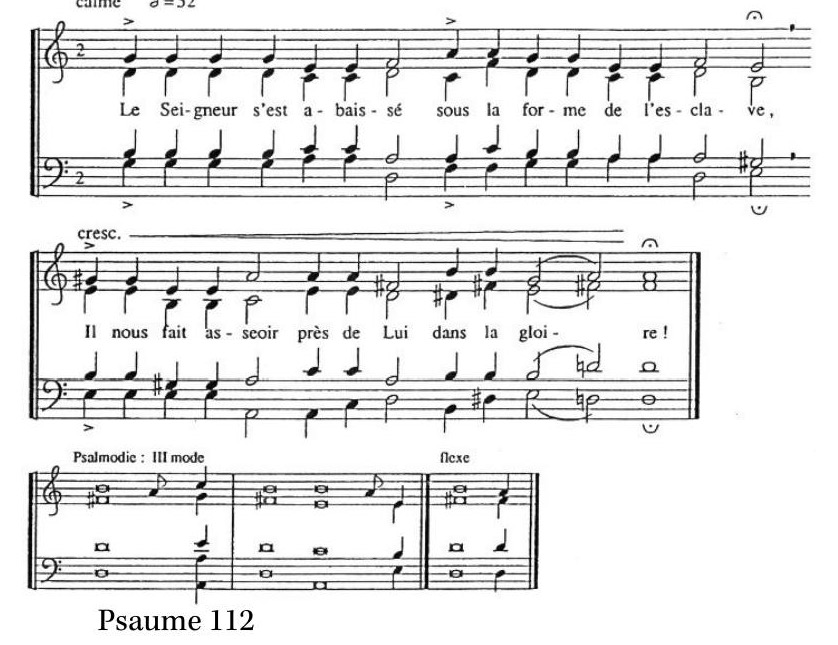 calme = 52
Le Sei-gneur s'est a-bais-sé sous la for-me de l'es-cla-ve,
cresc.
Il nous fait as-seoir près de Lui dans la gloi-re !
Psalmodie : III mode flexe
Psaume 112